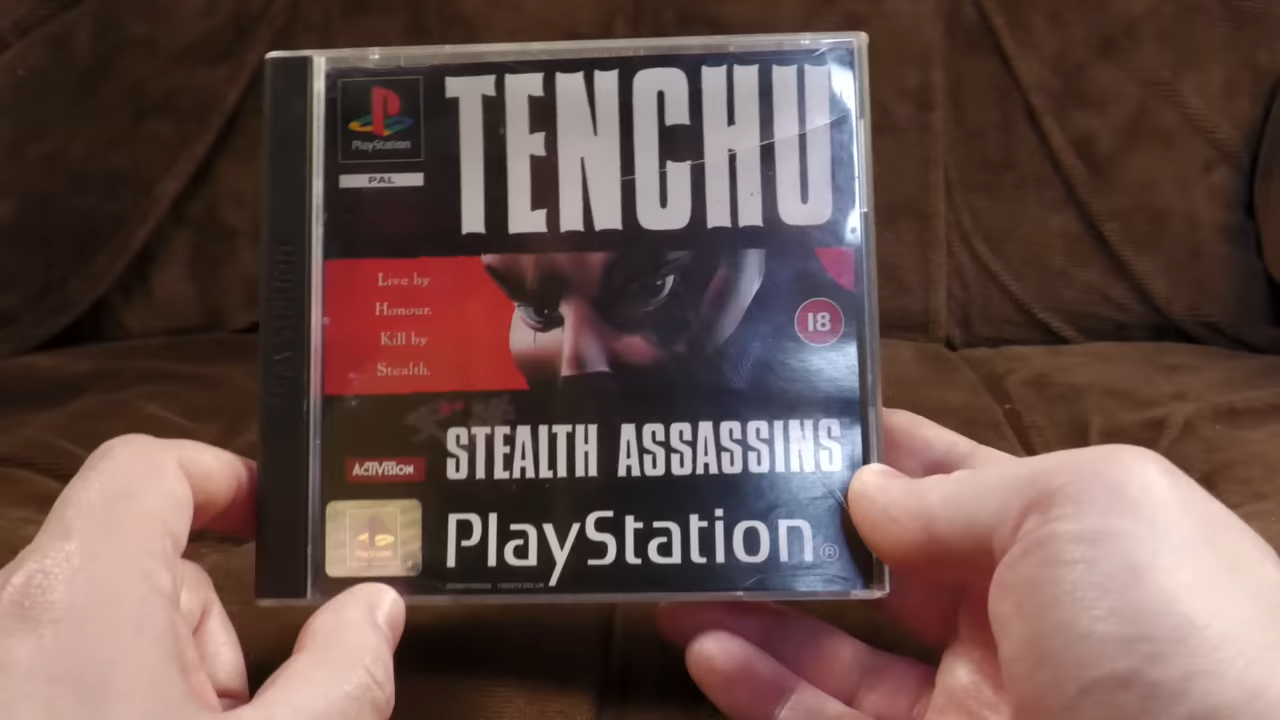 TENCHU
PlayStation
PAL
Live by
Honour.
Kill by
Stealth.
18
STEALTH ASSASSINS
ACTIVISION
PlayStation®